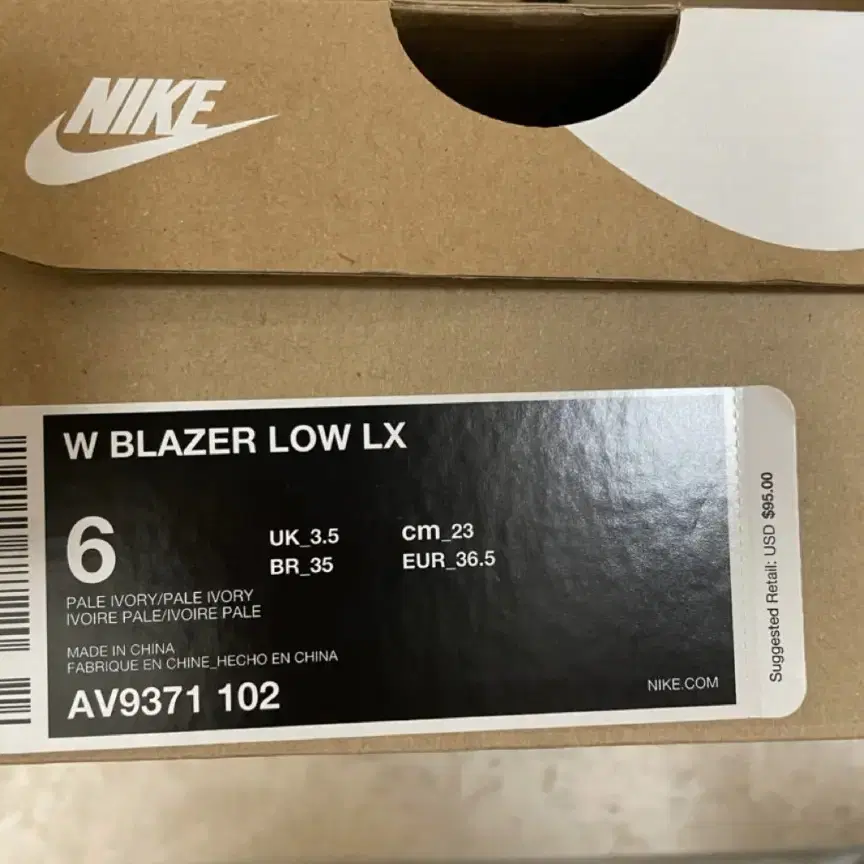 NIKE
W BLAZER LOW LX
6
UK_3.5
cm_23
BR_35
EUR_36.5
PALE IVORY/PALE IVORY
IVOIRE PALE/IVOIRE PALE
MADE IN CHINA
FABRIQUE EN CHINE_HECHO EN CHINA
AV9371 102
NIKE.COM
Suggested Retail: USD $95.00